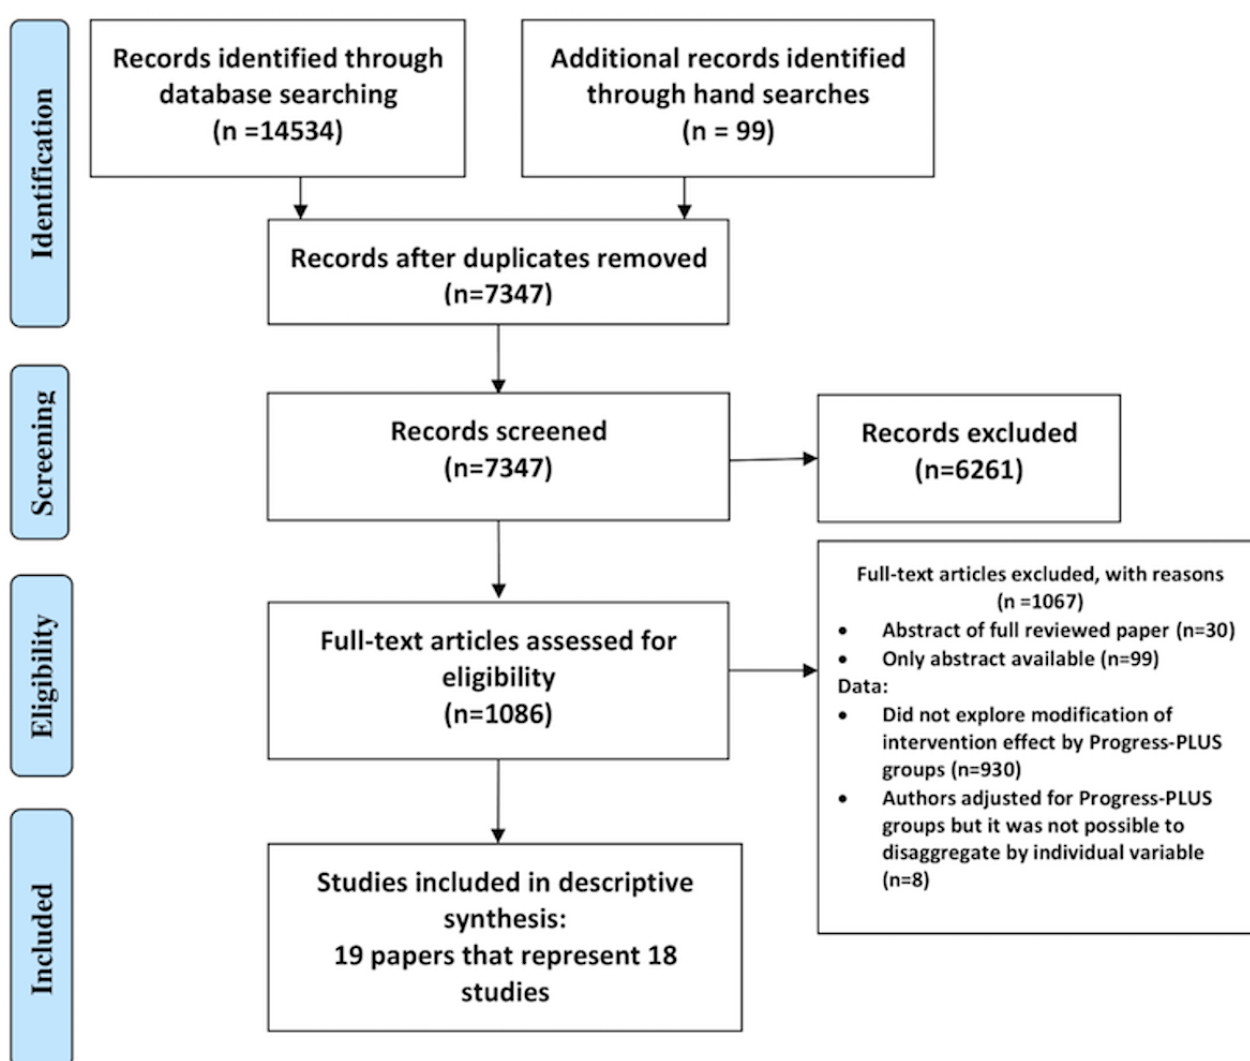 Identification
Records identified through
database searching
(n =14534)
Additional records identified
through hand searches
(n = 99)
Records after duplicates removed
(n=7347)
Screening
Records screened
(n=7347)
Records excluded
(n=6261)
Eligibility
Full-text articles assessed for
eligibility
(n=1086)
Full-text articles excluded, with reasons
(n =1067)
• Abstract of full reviewed paper (n=30)
• Only abstract available (n=99)
Data:
• Did not explore modification of
intervention effect by Progress-PLUS
groups (n=930)
• Authors adjusted for Progress-PLUS
groups but it was not possible to
disaggregate by individual variable
(n=8)
Included
Studies included in descriptive
synthesis:
19 papers that represent 18
studies